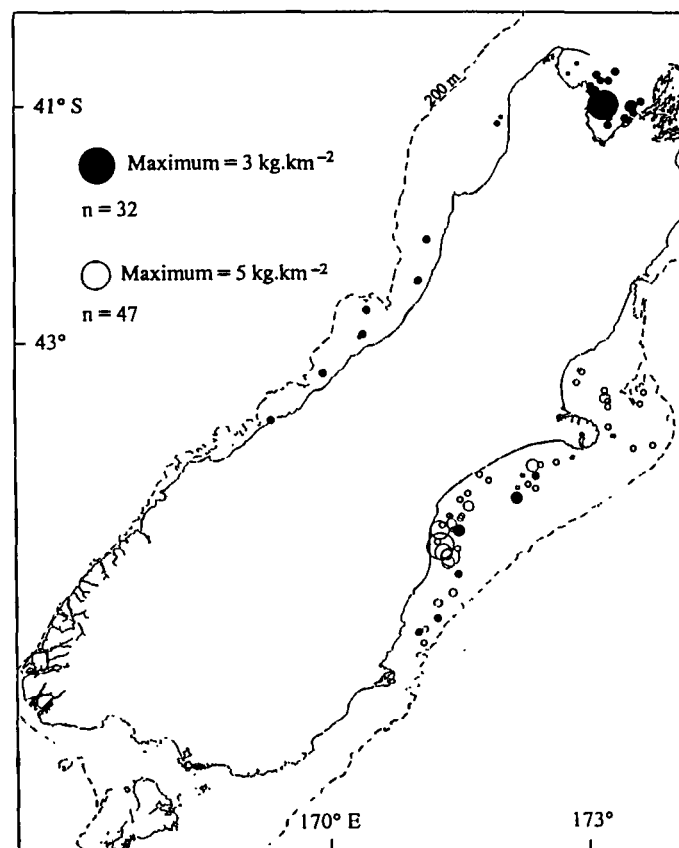 200 m
41° S
Maximum = 3 kg.km⁻²
n = 32
Maximum = 5 kg.km⁻²
n = 47
43°
170° E
173°